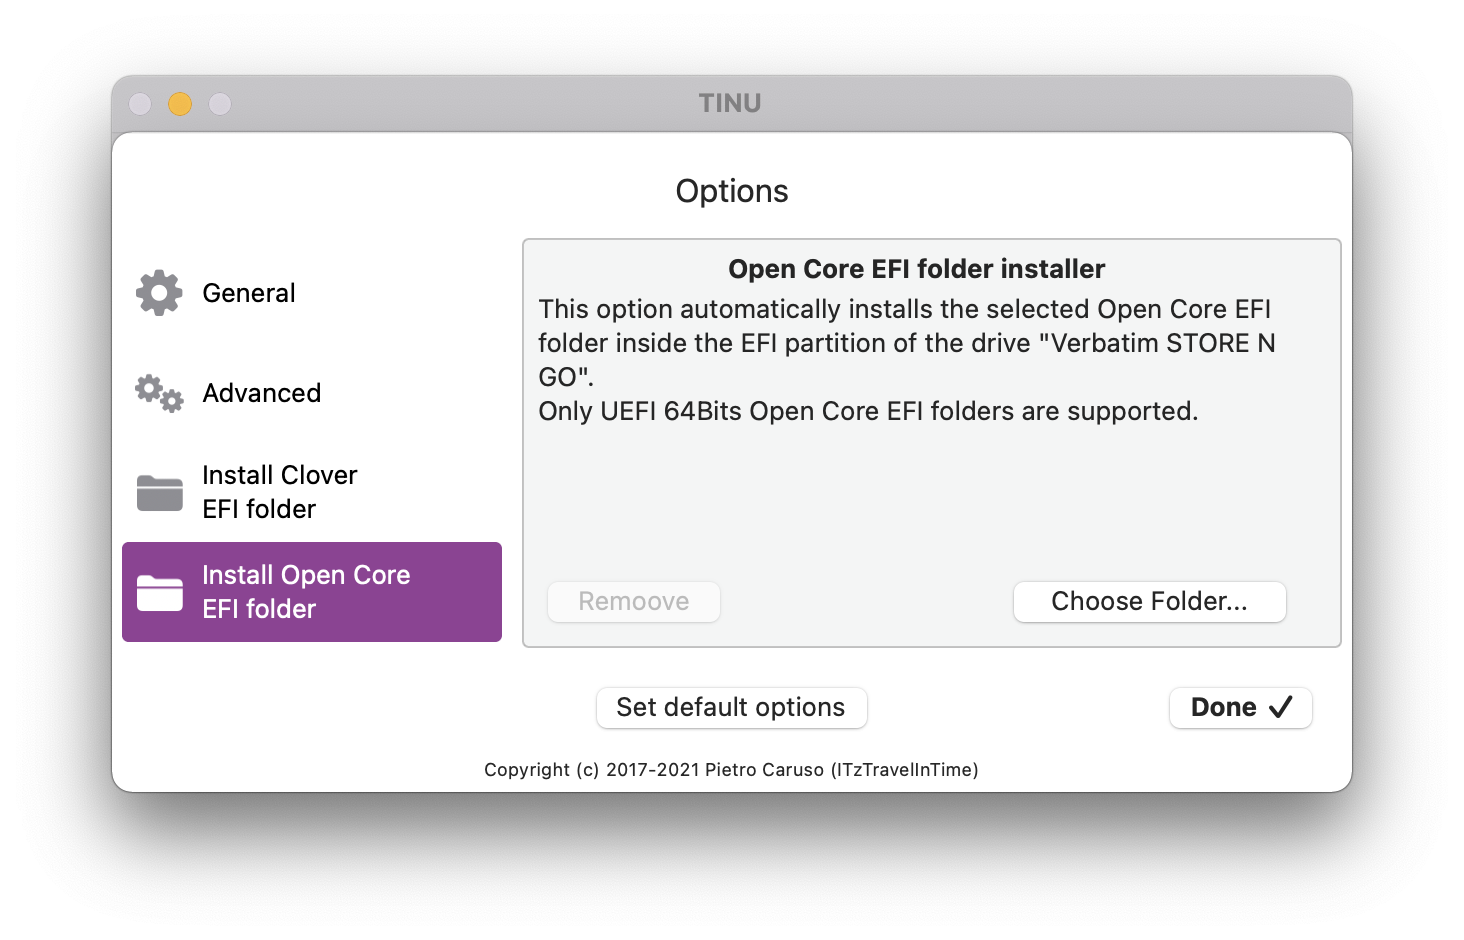 TINU
Options
General
Advanced
Install Clover
EFI folder
Install Open Core
EFI folder
Open Core EFI folder installer
This option automatically installs the selected Open Core EFI
folder inside the EFI partition of the drive "Verbatim STORE N
GO".
Only UEFI 64Bits Open Core EFI folders are supported.
Remoove
Choose Folder...
Set default options
Done ✓
Copyright (c) 2017-2021 Pietro Caruso (ITzTravelInTime)